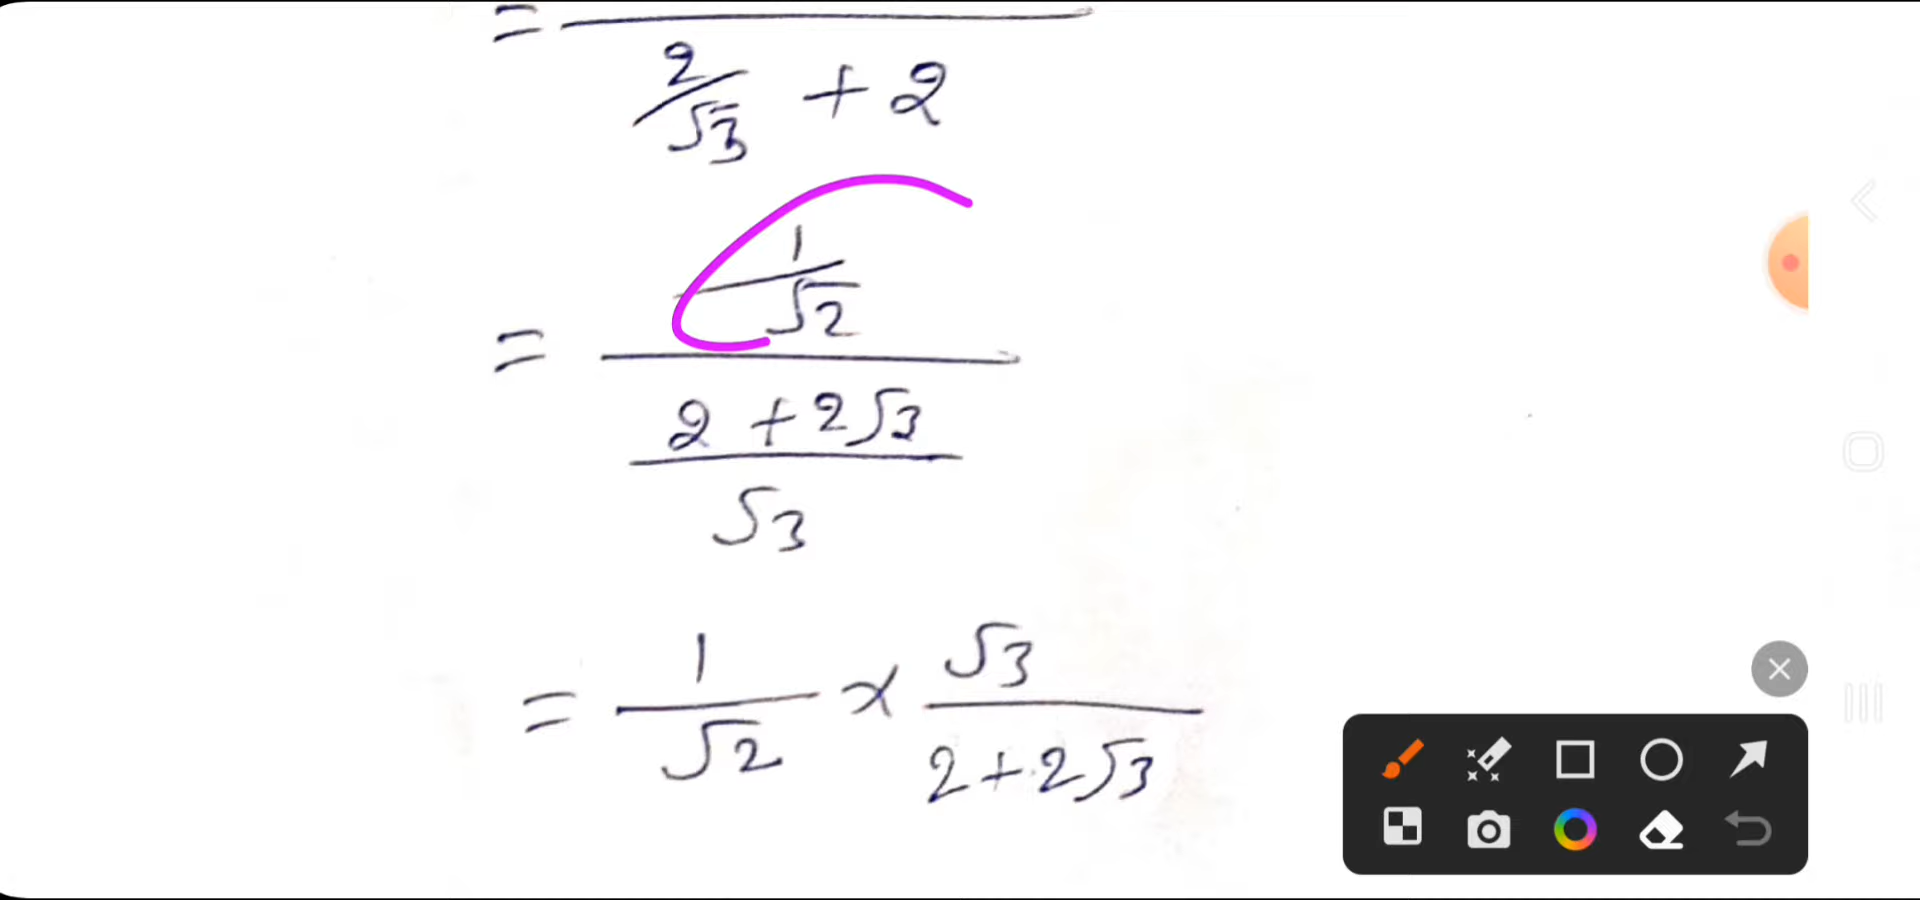 =
2/√3 + 2
1/√2
=
2 + 2√3
√3
= 1/√2 × √3/2+2√3